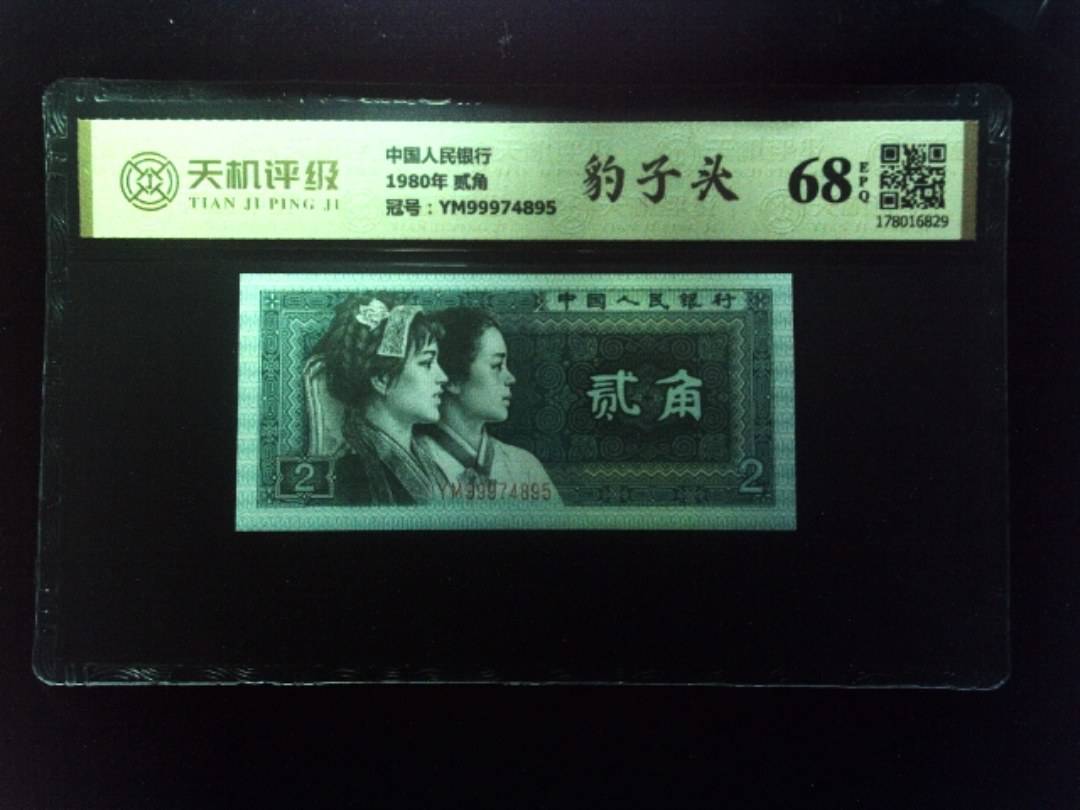 天机评级
TIAN JI PING JI
中国人民银行
1980年 贰角
冠号：YM99974895
豹子头
68
EPQ
178016829
中国人民银行
贰角
2
YM99974895
2